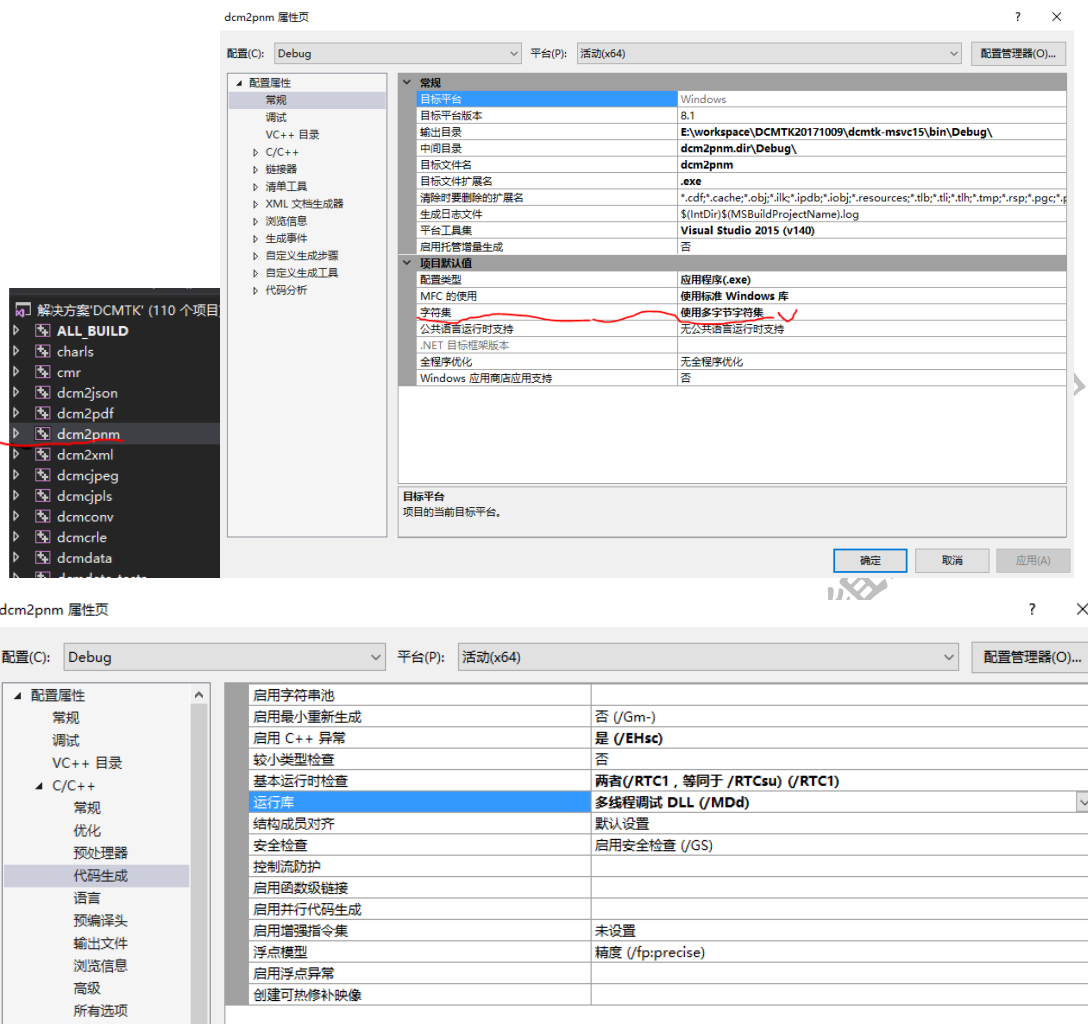 dcm2pnm 属性页
配置(C): Debug 平台(P): 活动(x64) 配置管理器(O)...
配置属性
常规
调试
VC++ 目录
C/C++
链接器
清单工具
XML 文档生成器
浏览信息
生成事件
自定义生成步骤
自定义生成工具
代码分析
常规
目标平台 Windows
目标平台版本 8.1
输出目录 E:\workspace\DCMTK20171009\dcmtk-msvc15\bin\Debug\
中间目录 dcm2pnm.dir\Debug\
目标文件名 dcm2pnm
目标文件扩展名 .exe
清除时要删除的扩展名 *.cdf;*.cache;*.obj;*.ilk;*.ipdb;*.iobj;*.resources;*.tlb;*.tli;*.tlh;*.tmp;*.rsp;*.pgc;*.p
生成日志文件 $(IntDir)$(MSBuildProjectName).log
平台工具集 Visual Studio 2015 (v140)
启用托管增量生成 否
项目默认值
配置类型 应用程序(.exe)
MFC 的使用 使用标准 Windows 库
字符集 使用多字节字符集
公共语言运行时支持 无公共语言运行时支持
.NET 目标框架版本
全程序优化 无全程序优化
Windows 应用商店应用支持 否
目标平台
项目的当前目标平台。
确定 取消 应用(A)
解决方案'DCMTK' (110 个项目
ALL_BUILD
charls
cmr
dcm2json
dcm2pdf
dcm2pnm
dcm2xml
dcmcjpeg
dcmcjpls
dcmconv
dcmcrle
dcmdata
dcmdata_tests
dcm2pnm 属性页
配置(C): Debug 平台(P): 活动(x64) 配置管理器(O)...
配置属性
常规
调试
VC++ 目录
C/C++
常规
优化
预处理器
代码生成
语言
预编译头
输出文件
浏览信息
高级
所有选项
启用字符串池
启用最小重新生成 否 (/Gm-)
启用 C++ 异常 是 (/EHsc)
较小类型检查 否
基本运行时检查 两者(/RTC1，等同于 /RTCsu) (/RTC1)
运行库 多线程调试 DLL (/MDd)
结构成员对齐 默认设置
安全检查 启用安全检查 (/GS)
控制流防护
启用函数级链接
启用并行代码生成
启用增强指令集 未设置
浮点模型 精度 (/fp:precise)
启用浮点异常
创建可热修补映像